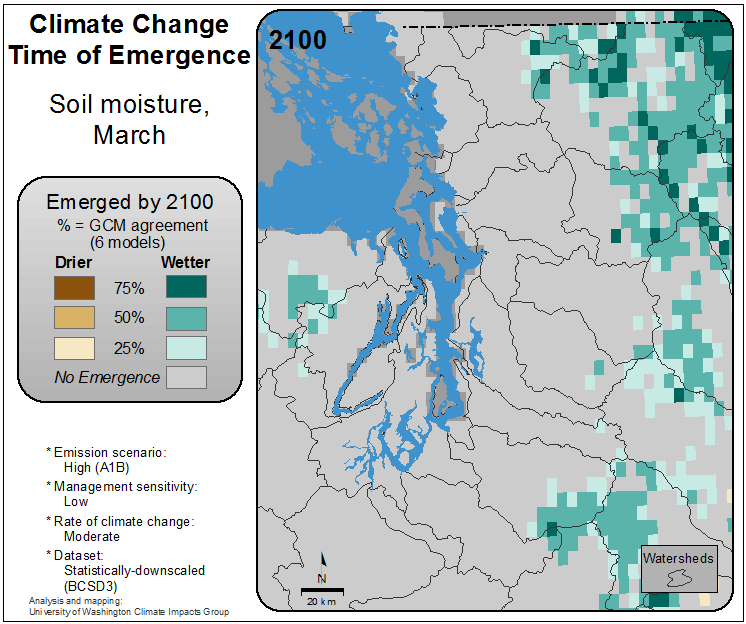 Climate Change
Time of Emergence
Soil moisture,
March
Emerged by 2100
% = GCM agreement
(6 models)
Drier Wetter
75%
50%
25%
No Emergence
* Emission scenario:
High (A1B)
* Management sensitivity:
Low
* Rate of climate change:
Moderate
* Dataset:
Statistically-downscaled
(BCSD3)
Analysis and mapping:
University of Washington Climate Impacts Group
2100
N
20 km
Watersheds